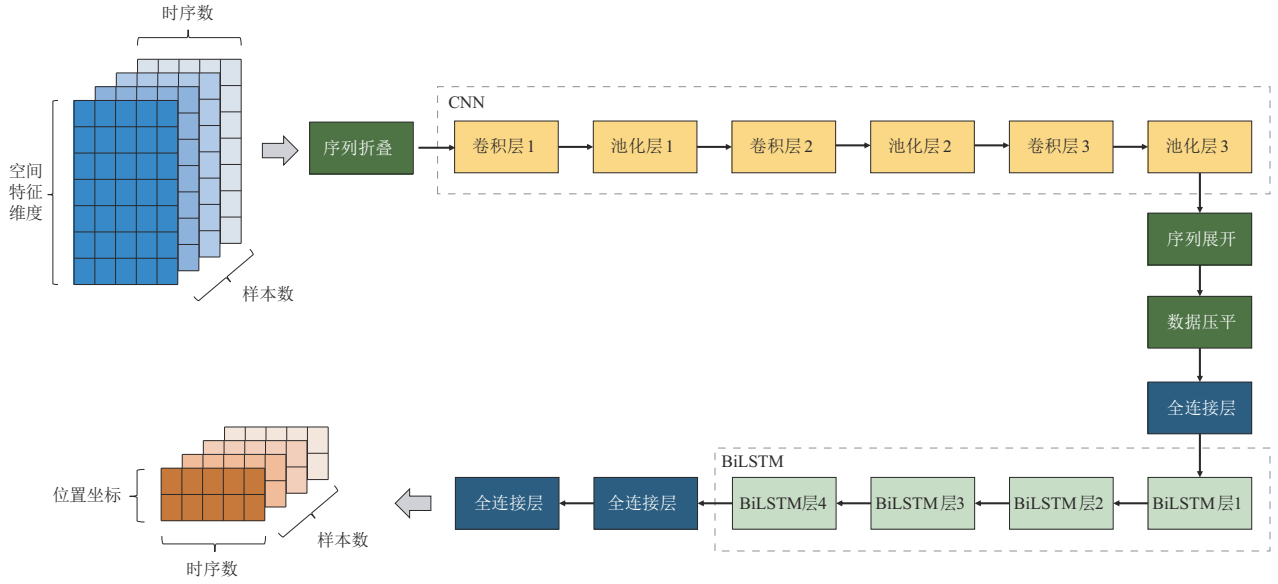 时序数
空间
特征
维度
样本数
序列折叠
CNN
卷积层1
池化层1
卷积层2
池化层2
卷积层3
池化层3
序列展开
数据压平
全连接层
BiLSTM
BiLSTM层1
BiLSTM层2
BiLSTM层3
BiLSTM层4
全连接层
全连接层
位置坐标
样本数
时序数